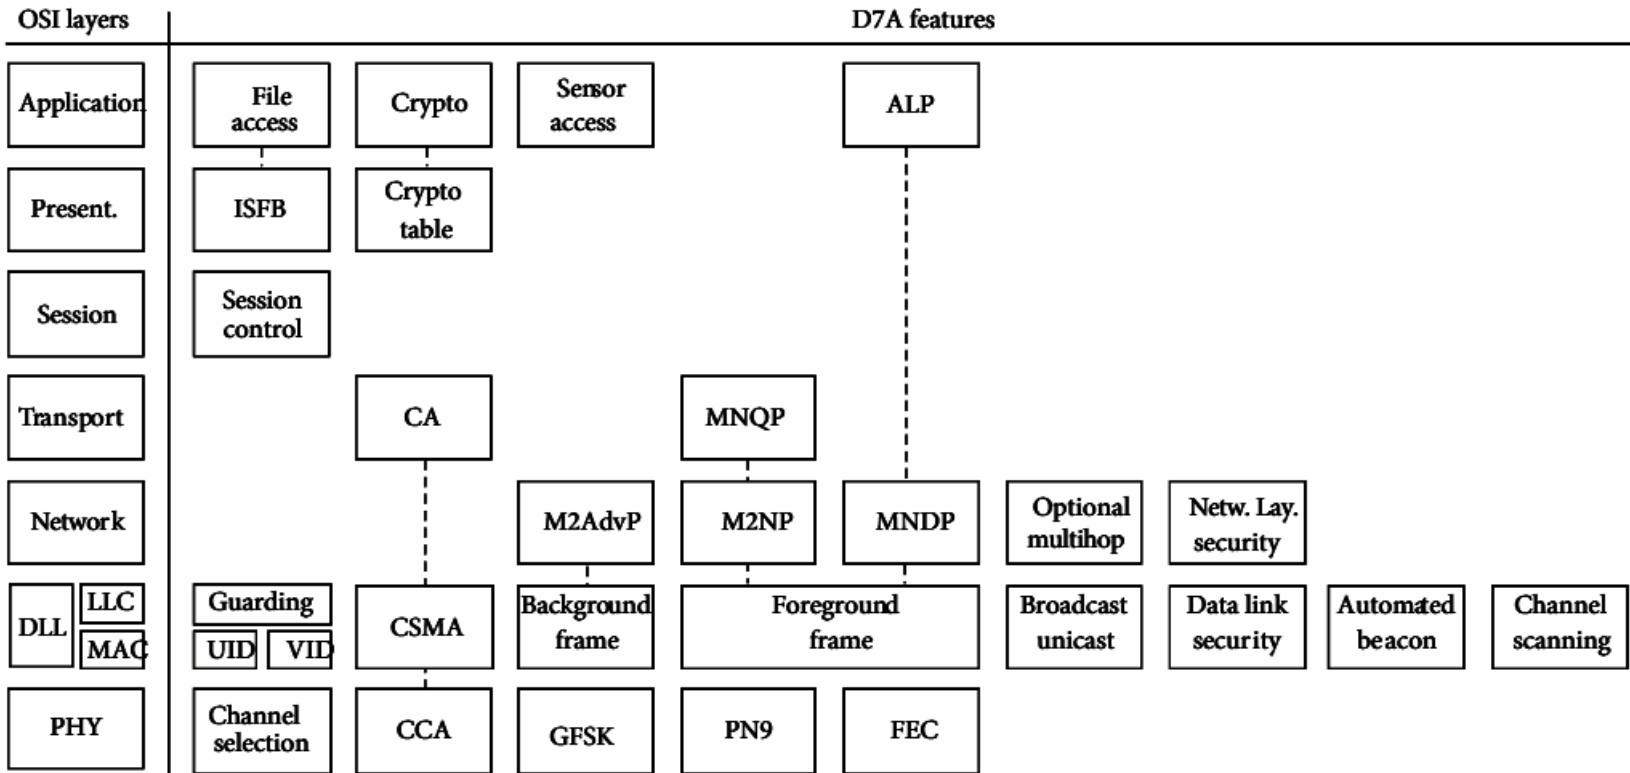 OSI layers
D7A features
Application
File
access
Crypto
Sensor
access
ALP
Present.
ISFB
Crypto
table
Session
Session
control
Transport
CA
MNQP
Network
M2AdvP
M2NP
MNDP
Optional
multihop
Netw. Lay.
security
DLL
LLC
MAC
Guarding
UID
VID
CSMA
Background
frame
Foreground
frame
Broadcast
unicast
Data link
security
Automated
beacon
Channel
scanning
PHY
Channel
selection
CCA
GFSK
PN9
FEC